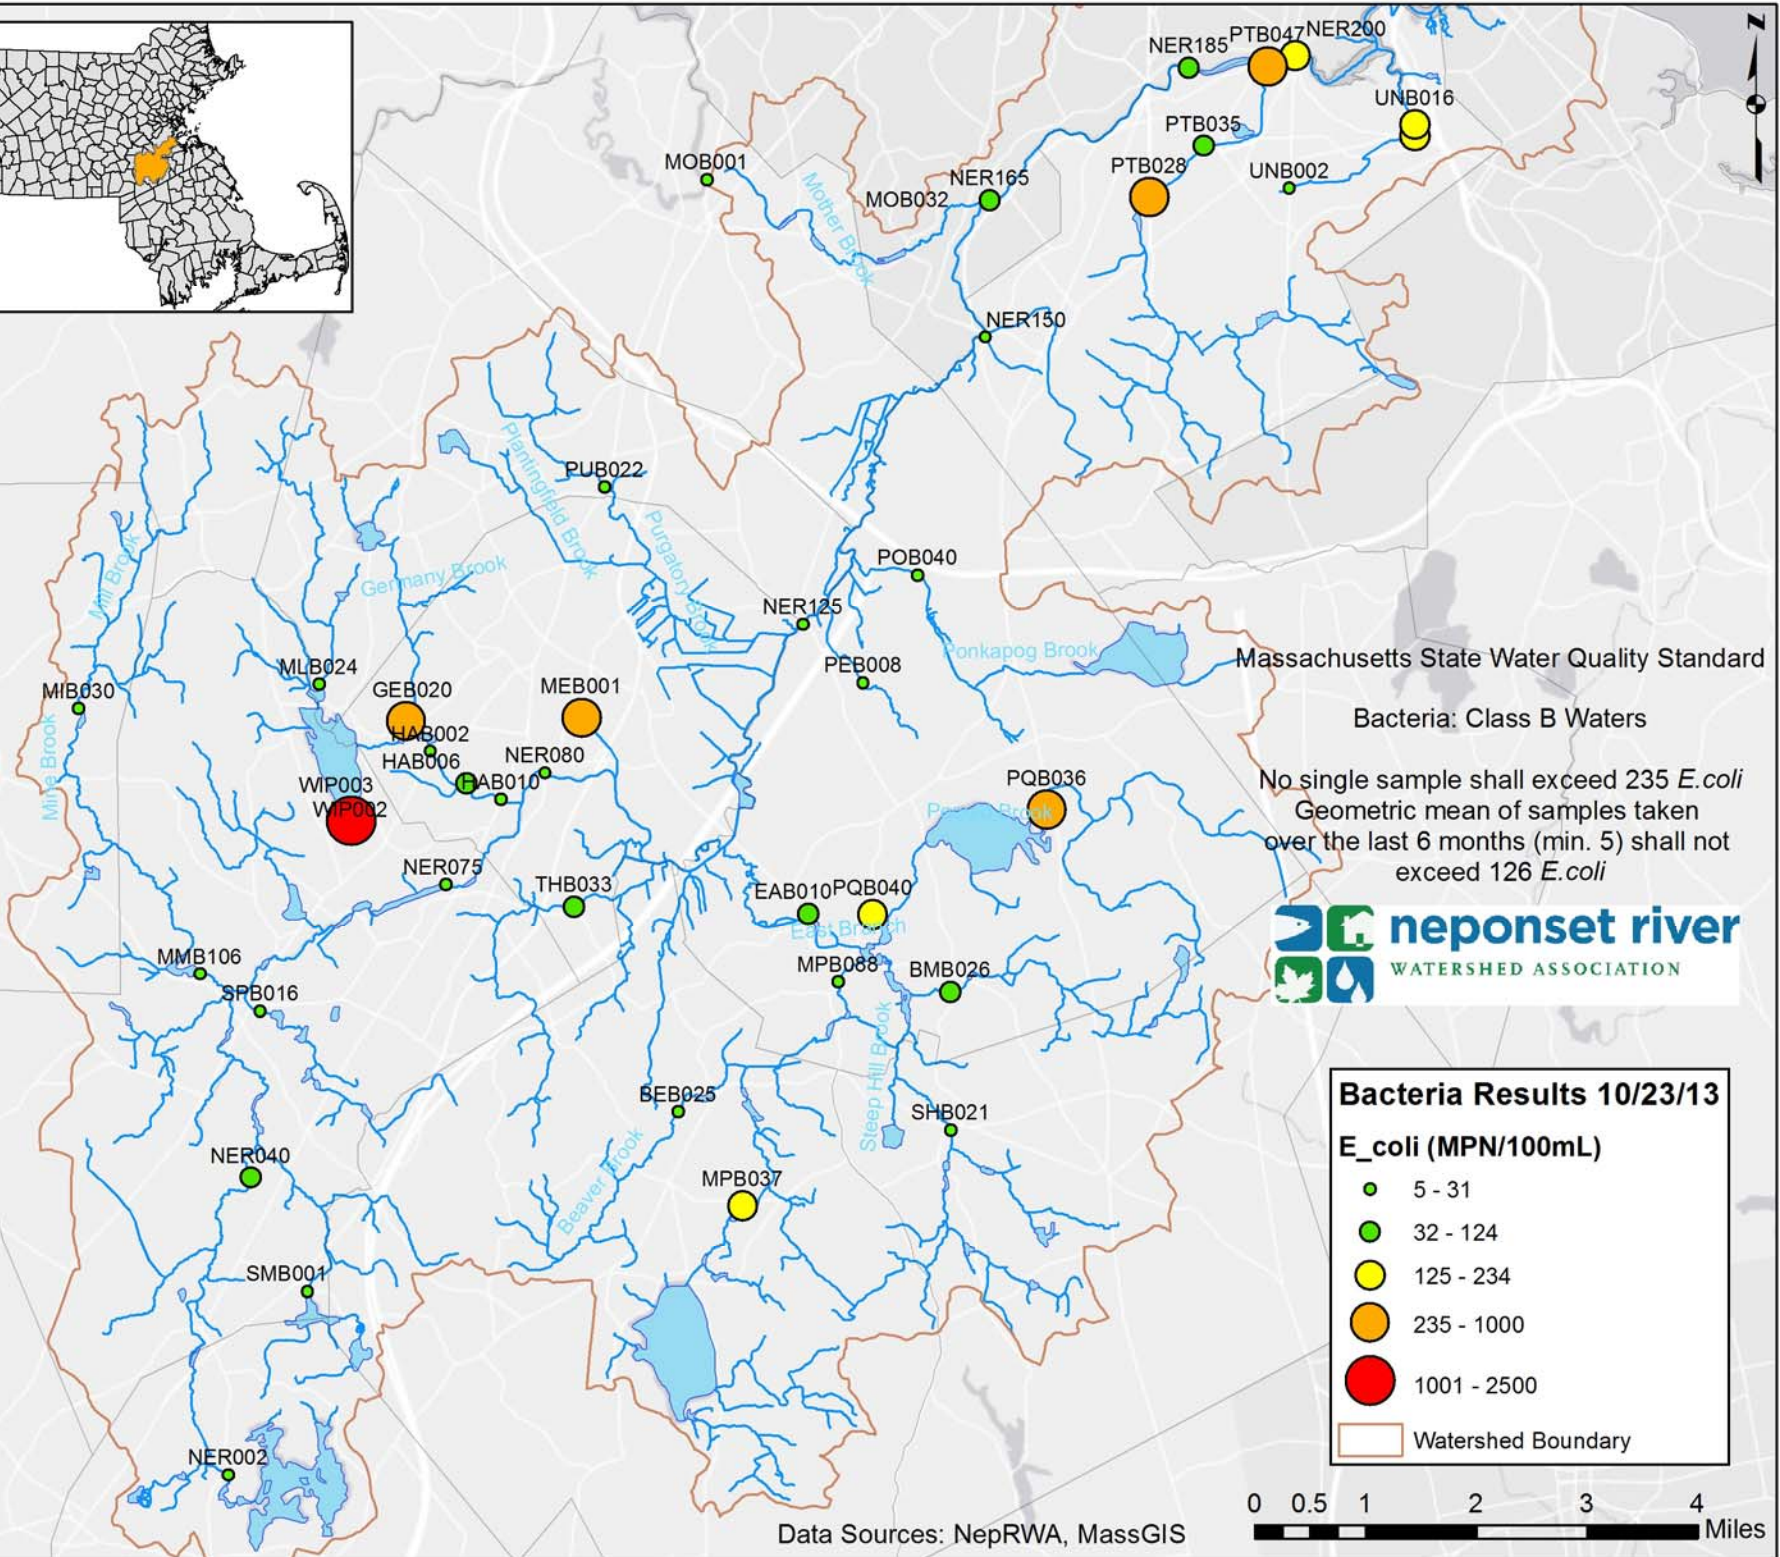 N
PTB047
NER200
NER185
UNB016
PTB035
MOB001
PTB028
UNB002
NER165
MOB032
Mother Brook
NER150
Plantingfield Brook
PUB022
Purgatory Brook
Mill Brook
POB040
Germany Brook
NER125
Ponkapog Brook
PEB008
Massachusetts State Water Quality Standard
Bacteria: Class B Waters
No single sample shall exceed 235 E.coli
Geometric mean of samples taken
over the last 6 months (min. 5) shall not
exceed 126 E.coli
MLB024
MIB030
GEB020
MEB001
HAB002
Mine Brook
HAB006
NER080
HAB010
WIP003
WIP002
PQB036
Brook
NER075
THB033
EAB010
PQB040
East Branch
neponset river
WATERSHED ASSOCIATION
MMB106
MPB088
BMB026
SPB016
Steep Hill Brook
BEB025
SHB021
Beaver Brook
NER040
MPB037
SMB001
NER002
Bacteria Results 10/23/13
E_coli (MPN/100mL)
5 - 31
32 - 124
125 - 234
235 - 1000
1001 - 2500
Watershed Boundary
0 0.5 1 2 3 4
Miles
Data Sources: NepRWA, MassGIS